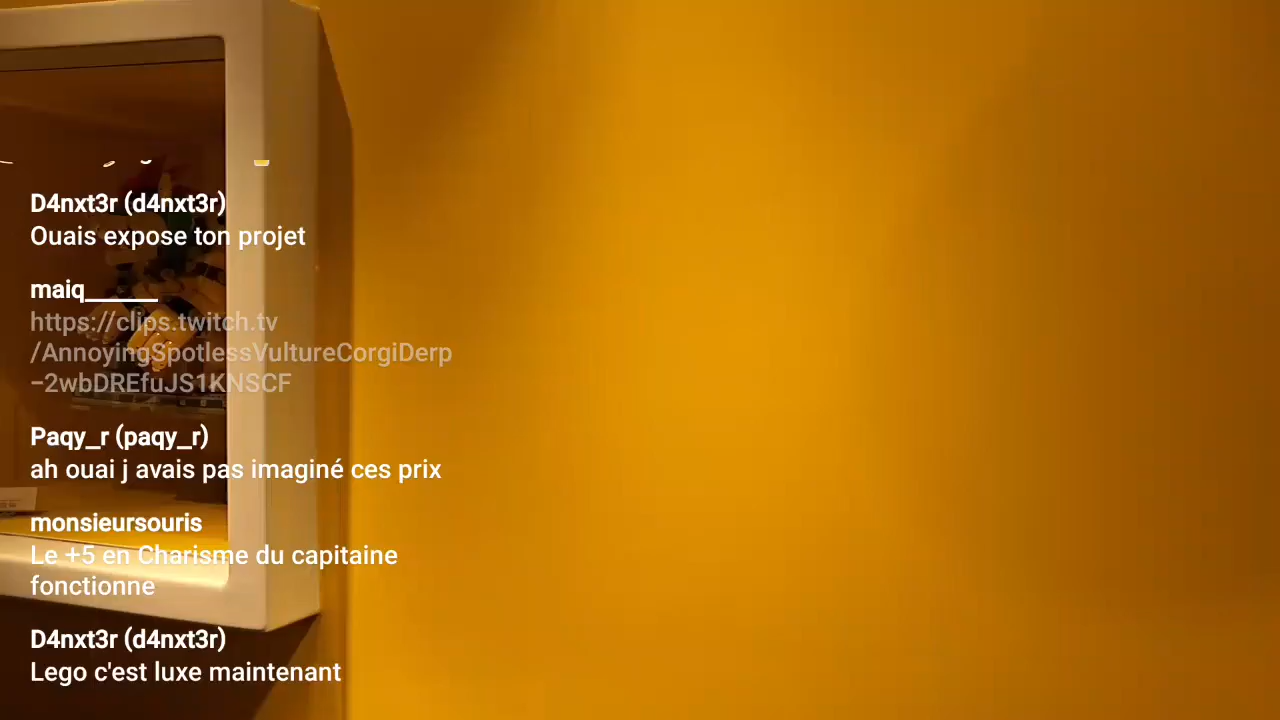 D4nxt3r (d4nxt3r)
Ouais expose ton projet
maiq______
https://clips.twitch.tv
/AnnoyingSpotlessVultureCorgiDerp
-2wbDREfuJS1KNSCF
Paqy_r (paqy_r)
ah ouai j avais pas imaginé ces prix
monsieursouris
Le +5 en Charisme du capitaine
fonctionne
D4nxt3r (d4nxt3r)
Lego c'est luxe maintenant